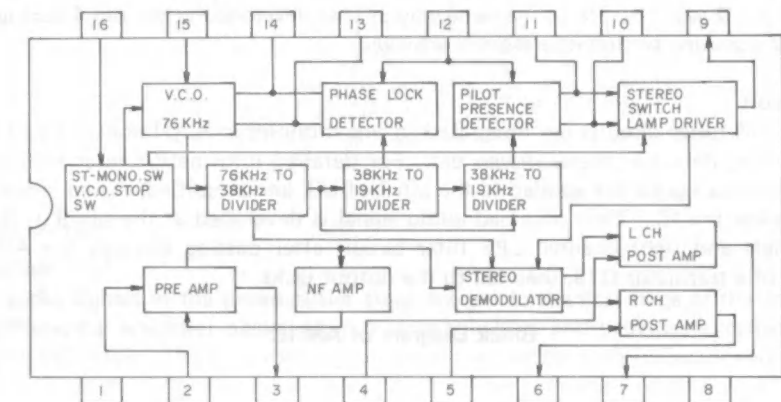 16 15 14 13 12 11 10 9
V.C.O.
76KHz
PHASE LOCK
DETECTOR
PILOT
PRESENCE
DETECTOR
STEREO
SWITCH
LAMP DRIVER
ST-MONO.SW
V.C.O.STOP
SW
76KHz TO
38KHz
DIVIDER
38KHz TO
19KHz
DIVIDER
38KHz TO
19KHz
DIVIDER
L CH
POST AMP
PRE AMP
NF AMP
STEREO
DEMODULATOR
R CH
POST AMP
1 2 3 4 5 6 7 8